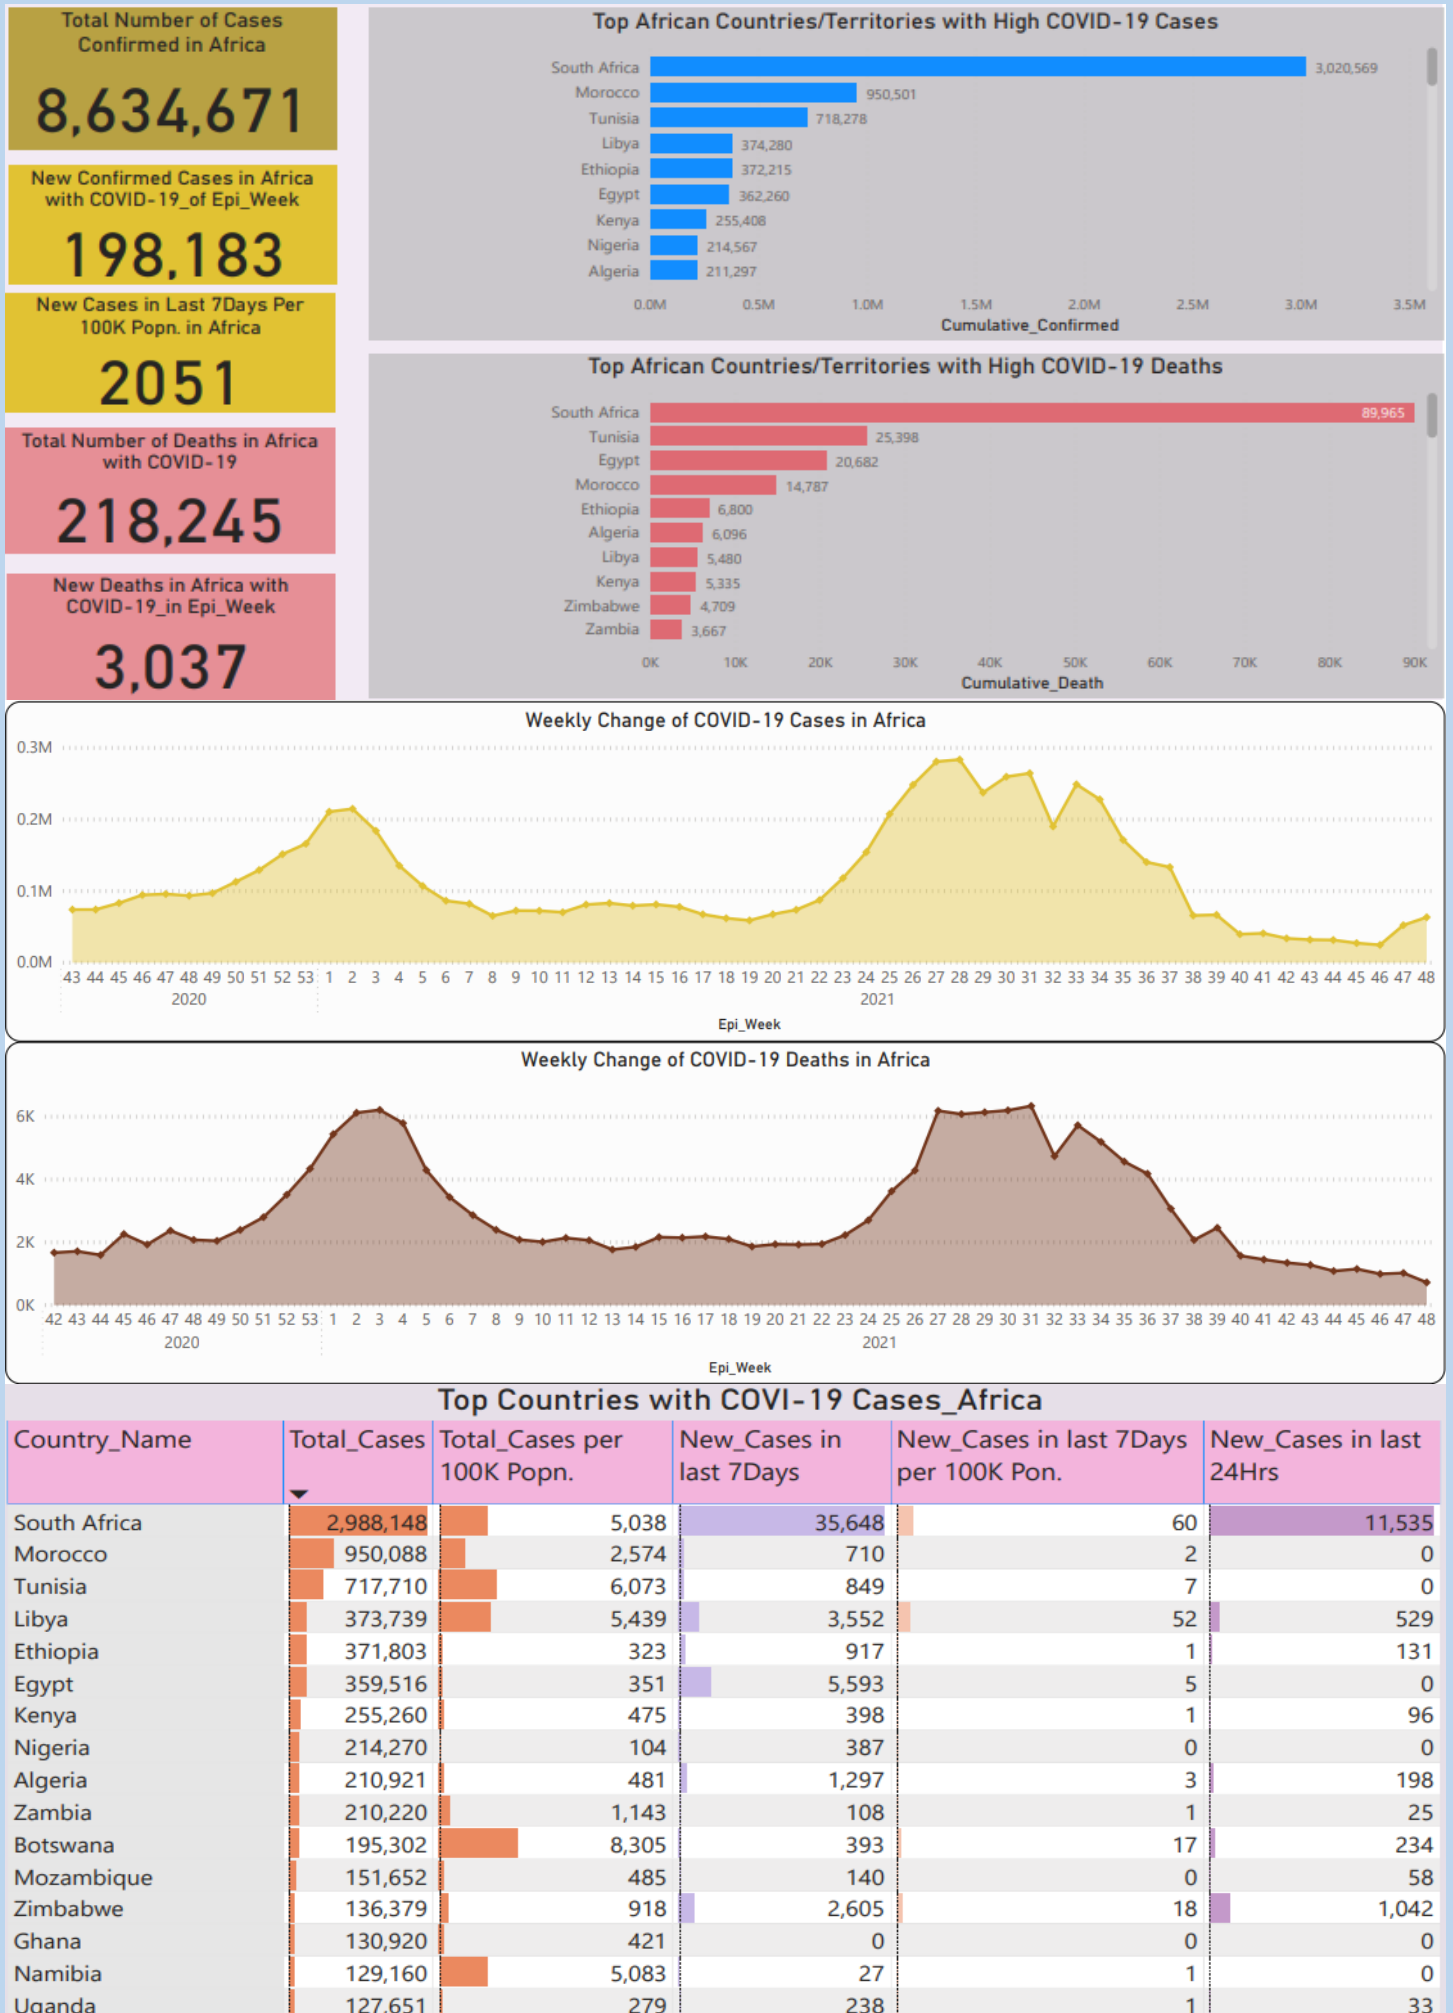 Total Number of Cases
Confirmed in Africa
8,634,671
New Confirmed Cases in Africa
with COVID-19_of Epi_Week
198,183
New Cases in Last 7Days Per
100K Popn. in Africa
2051
Total Number of Deaths in Africa
with COVID-19
218,245
New Deaths in Africa with
COVID-19_in Epi_Week
3,037
Top African Countries/Territories with High COVID-19 Cases
South Africa 3,020,569
Morocco 950,501
Tunisia 718,278
Libya 374,280
Ethiopia 372,215
Egypt 362,260
Kenya 255,408
Nigeria 214,567
Algeria 211,297
0.0M 0.5M 1.0M 1.5M 2.0M 2.5M 3.0M 3.5M
Cumulative_Confirmed
Top African Countries/Territories with High COVID-19 Deaths
South Africa 89,965
Tunisia 25,398
Egypt 20,682
Morocco 14,787
Ethiopia 6,800
Algeria 6,096
Libya 5,480
Kenya 5,335
Zimbabwe 4,709
Zambia 3,667
0K 10K 20K 30K 40K 50K 60K 70K 80K 90K
Cumulative_Death
Weekly Change of COVID-19 Cases in Africa
0.3M
0.2M
0.1M
0.0M
43 44 45 46 47 48 49 50 51 52 53 1 2 3 4 5 6 7 8 9 10 11 12 13 14 15 16 17 18 19 20 21 22 23 24 25 26 27 28 29 30 31 32 33 34 35 36 37 38 39 40 41 42 43 44 45 46 47 48
2020 2021
Epi_Week
Weekly Change of COVID-19 Deaths in Africa
6K
4K
2K
0K
42 43 44 45 46 47 48 49 50 51 52 53 1 2 3 4 5 6 7 8 9 10 11 12 13 14 15 16 17 18 19 20 21 22 23 24 25 26 27 28 29 30 31 32 33 34 35 36 37 38 39 40 41 42 43 44 45 46 47 48
2020 2021
Epi_Week
Top Countries with COVI-19 Cases_Africa
Country_Name Total_Cases Total_Cases per 100K Popn. New_Cases in last 7Days New_Cases in last 7Days per 100K Pon. New_Cases in last 24Hrs
South Africa 2,988,148 5,038 35,648 60 11,535
Morocco 950,088 2,574 710 2 0
Tunisia 717,710 6,073 849 7 0
Libya 373,739 5,439 3,552 52 529
Ethiopia 371,803 323 917 1 131
Egypt 359,516 351 5,593 5 0
Kenya 255,260 475 398 1 96
Nigeria 214,270 104 387 0 0
Algeria 210,921 481 1,297 3 198
Zambia 210,220 1,143 108 1 25
Botswana 195,302 8,305 393 17 234
Mozambique 151,652 485 140 0 58
Zimbabwe 136,379 918 2,605 18 1,042
Ghana 130,920 421 0 0 0
Namibia 129,160 5,083 27 1 0
Uganda 127,651 279 238 1 33